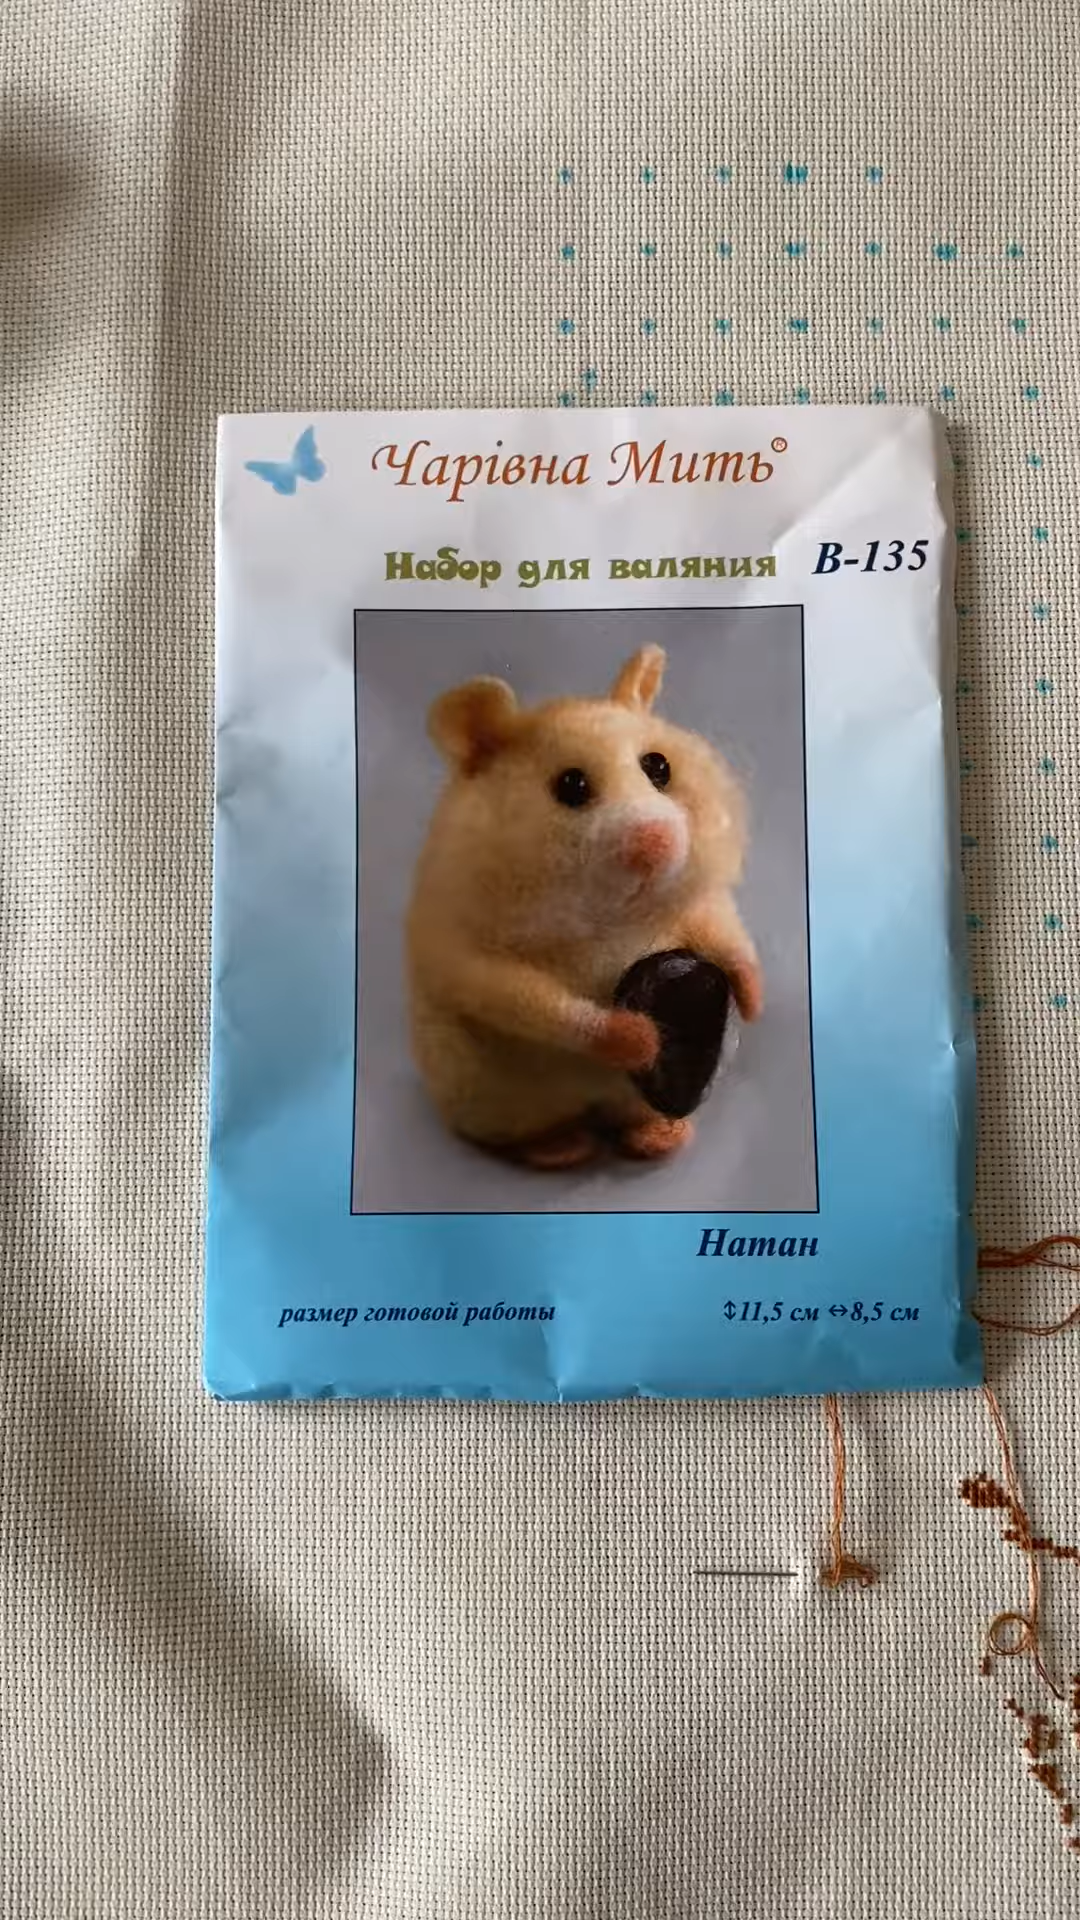 Чарівна Мить®
Набор для валяния
В-135
Натан
размер готовой работы
↕11,5 см ↔8,5 см